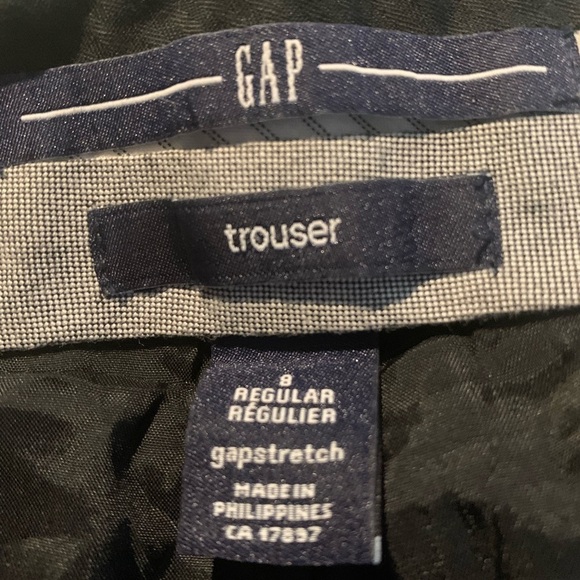 GAP
trouser
8
REGULAR
RÉGULIER
gapstretch
MADE IN
PHILIPPINES
CA 17897